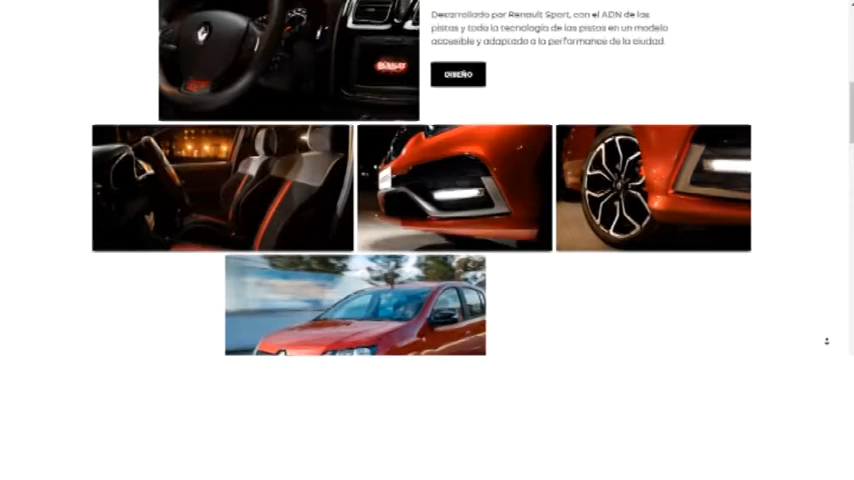 Desarrollado por Renault Sport, con el ADN de las
pistas y toda la tecnología de las pistas en un modelo
accesible y adaptado a la performance de la ciudad.
DISEÑO